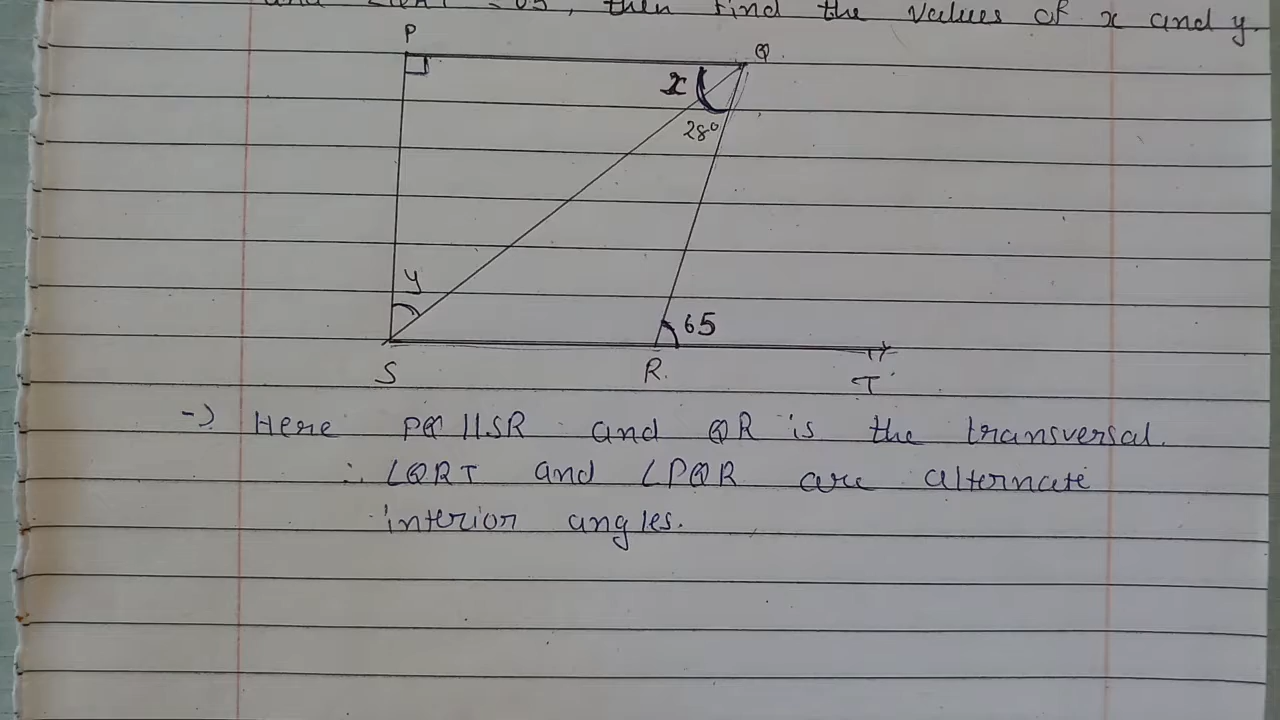 then find the values of x and y.
P
Q
x
28°
y
65
S
R.
T
→ Here PQ || SR and QR is the transversal.
∴ ∠QRT and ∠PQR are alternate
interior angles.